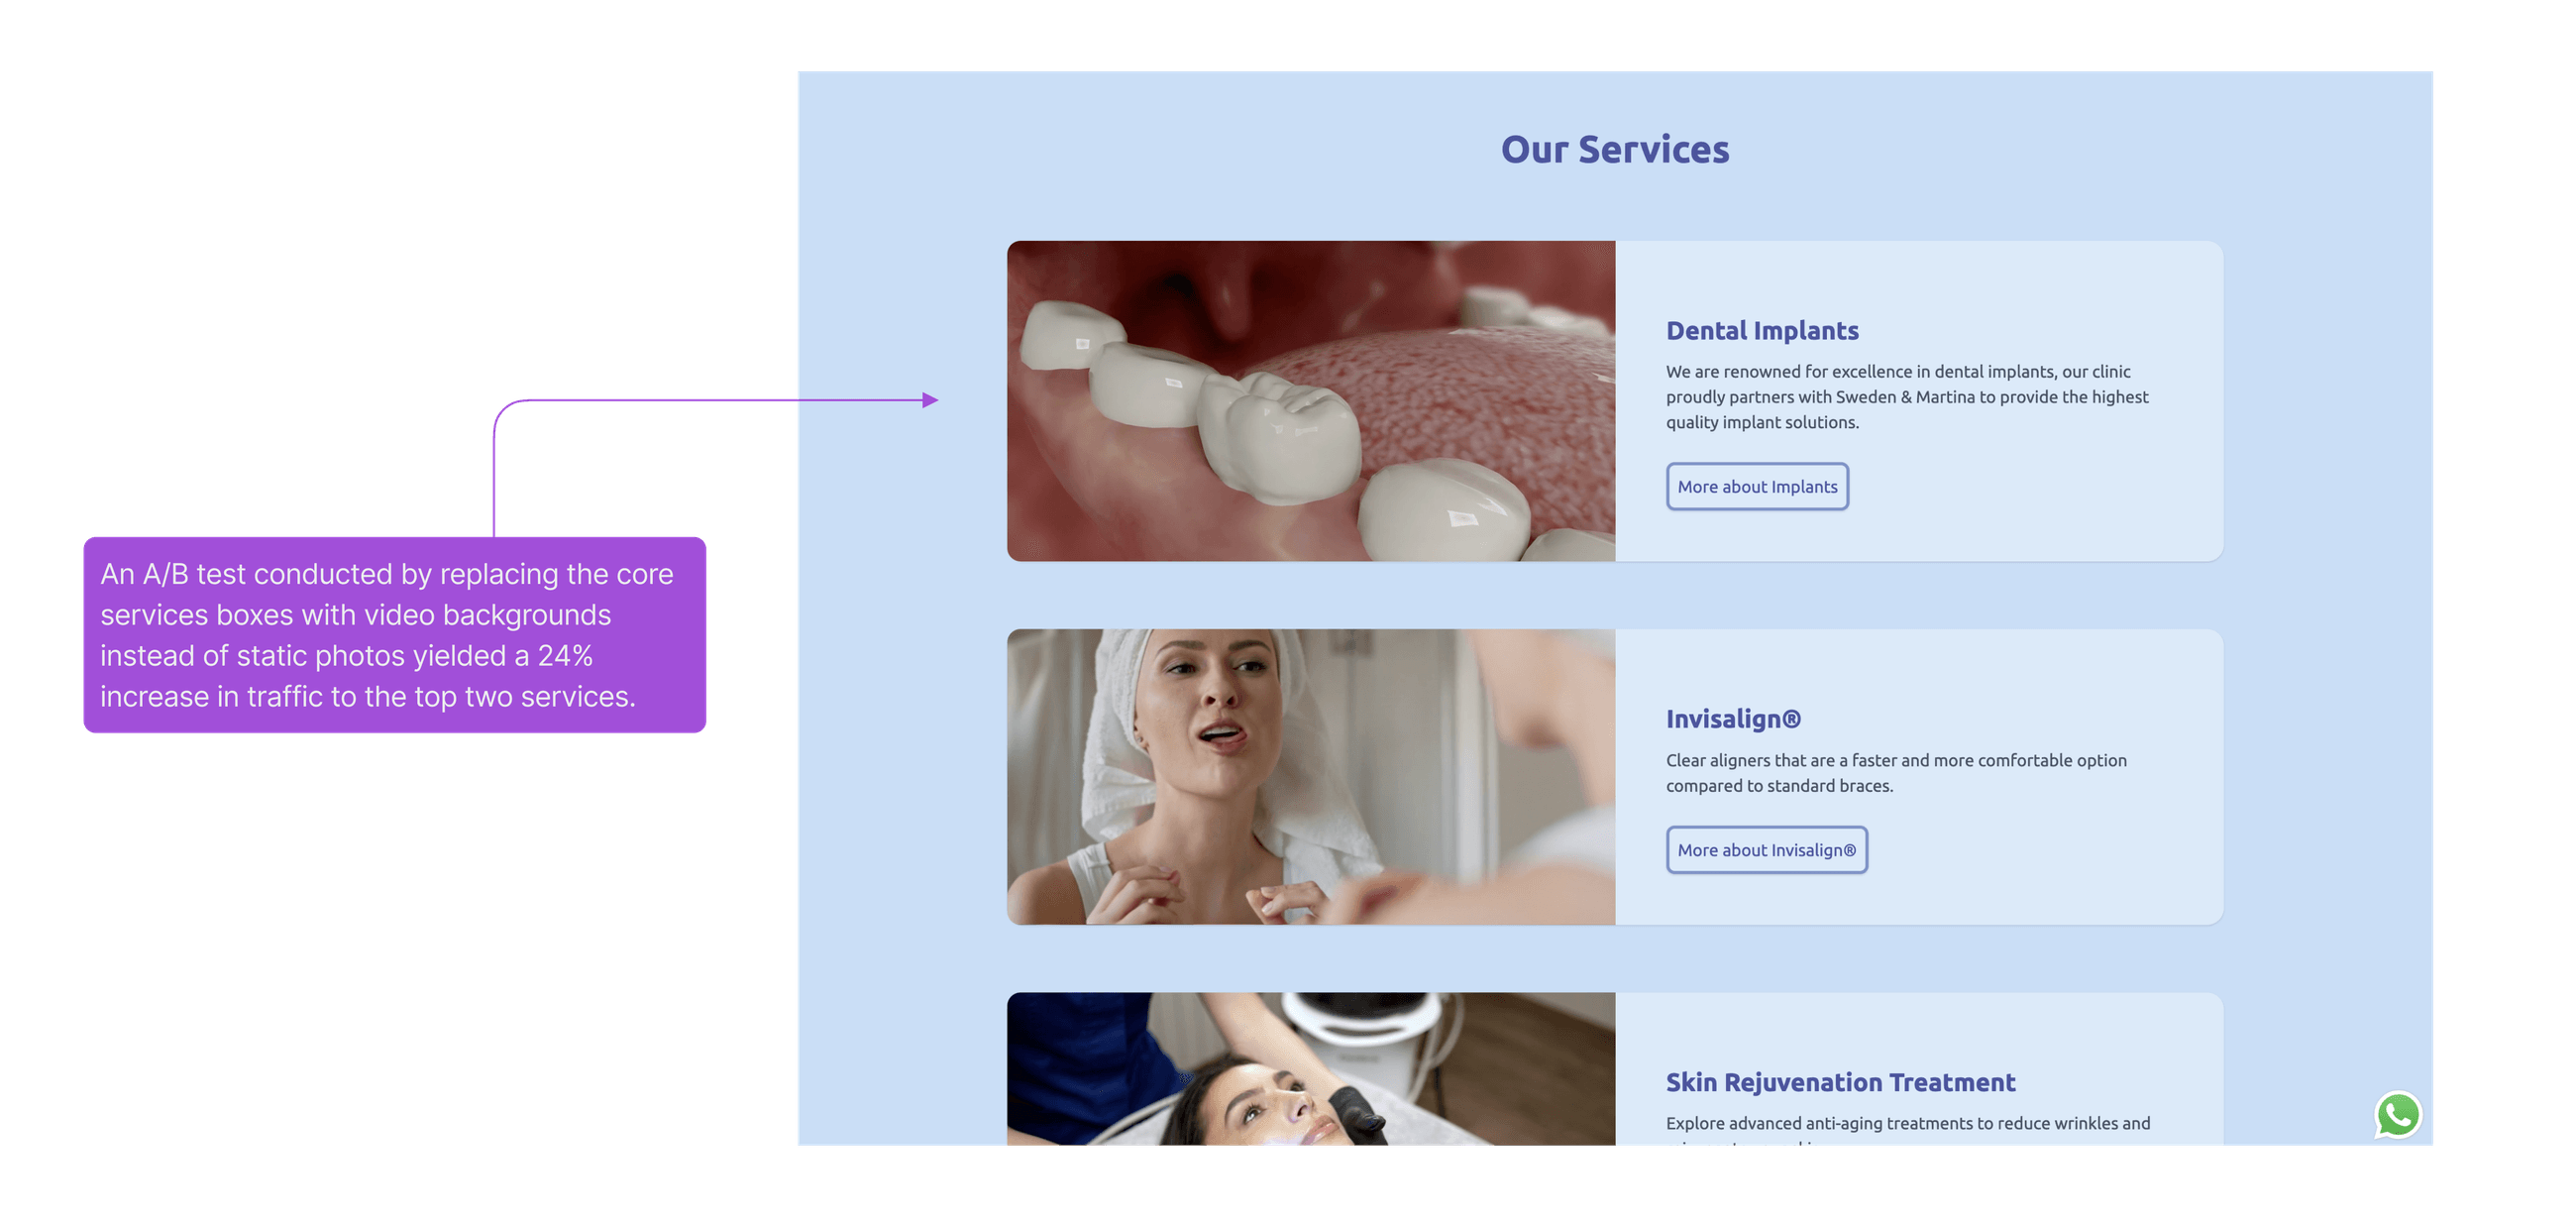 Our Services
Dental Implants
We are renowned for excellence in dental implants, our clinic
proudly partners with Sweden & Martina to provide the highest
quality implant solutions.
More about Implants
An A/B test conducted by replacing the core
services boxes with video backgrounds
instead of static photos yielded a 24%
increase in traffic to the top two services.
Invisalign®
Clear aligners that are a faster and more comfortable option
compared to standard braces.
More about Invisalign®
Skin Rejuvenation Treatment
Explore advanced anti-aging treatments to reduce wrinkles and